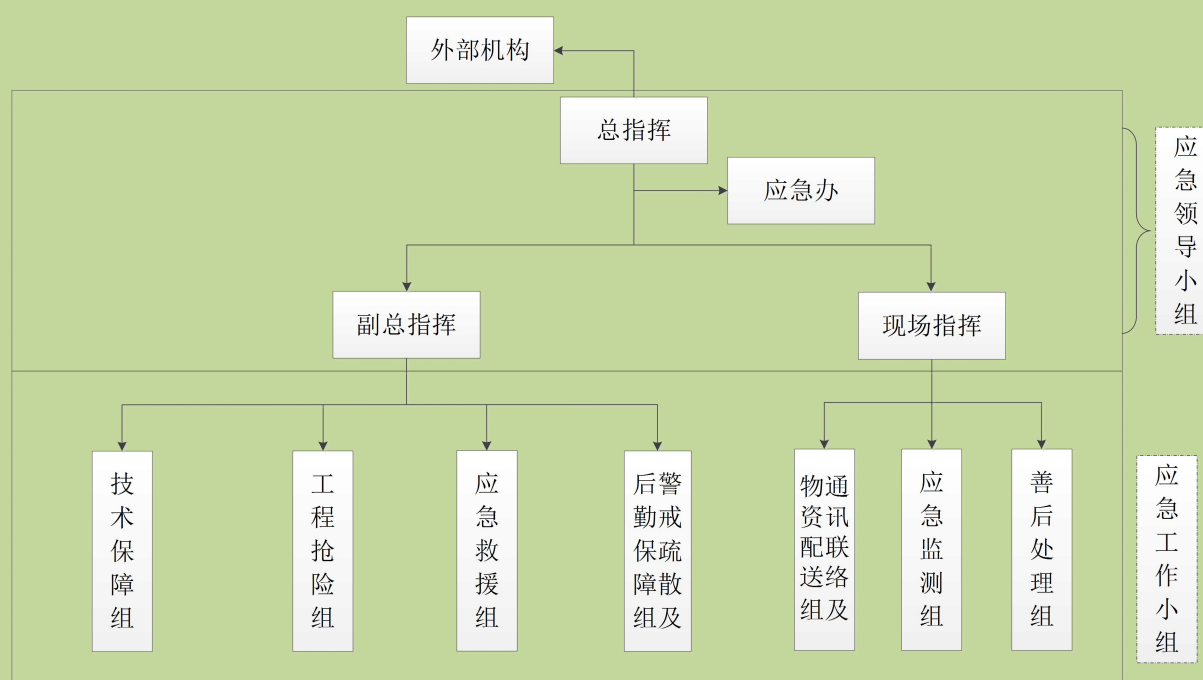 外部机构
总指挥
应急办
应急领导小组
副总指挥
现场指挥
技术保障组
工程抢险组
应急救援组
警戒疏散及
后勤保障组
通讯联络及
物资配送组
应急监测组
善后处理组
应急工作小组